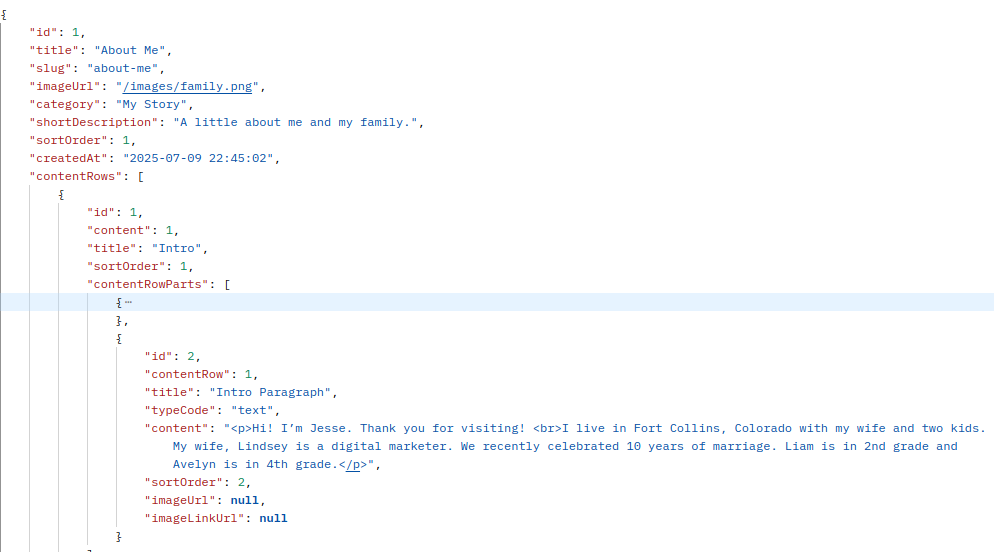 {
"id": 1,
"title": "About Me",
"slug": "about-me",
"imageUrl": "/images/family.png",
"category": "My Story",
"shortDescription": "A little about me and my family.",
"sortOrder": 1,
"createdAt": "2025-07-09 22:45:02",
"contentRows": [
{
"id": 1,
"content": 1,
"title": "Intro",
"sortOrder": 1,
"contentRowParts": [
{⋯
},
{
"id": 2,
"contentRow": 1,
"title": "Intro Paragraph",
"typeCode": "text",
"content": "<p>Hi! I’m Jesse. Thank you for visiting! <br>I live in Fort Collins, Colorado with my wife and two kids.
My wife, Lindsey is a digital marketer. We recently celebrated 10 years of marriage. Liam is in 2nd grade and
Avelyn is in 4th grade.</p>",
"sortOrder": 2,
"imageUrl": null,
"imageLinkUrl": null
}